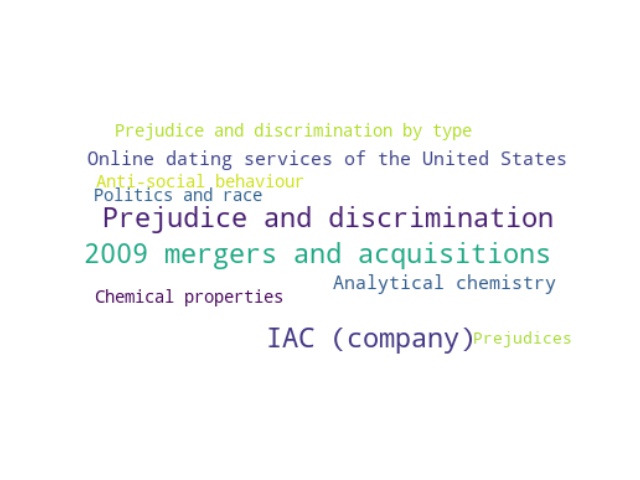 Prejudice and discrimination by type
Online dating services of the United States
Anti-social behaviour
Politics and race
Prejudice and discrimination
2009 mergers and acquisitions
Analytical chemistry
Chemical properties
IAC (company)
Prejudices